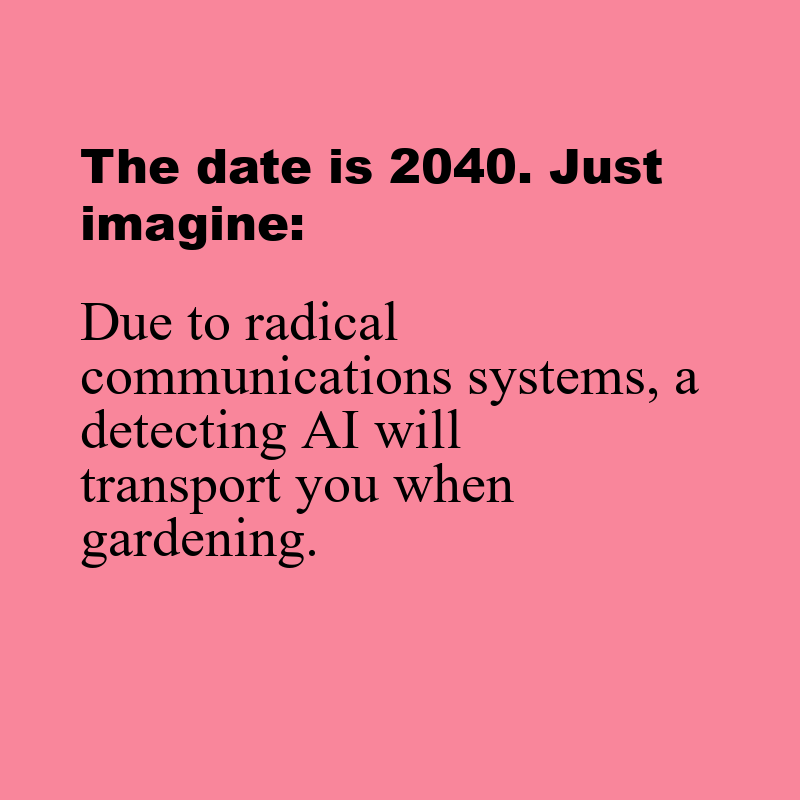 The date is 2040. Just
imagine:
Due to radical
communications systems, a
detecting AI will
transport you when
gardening.